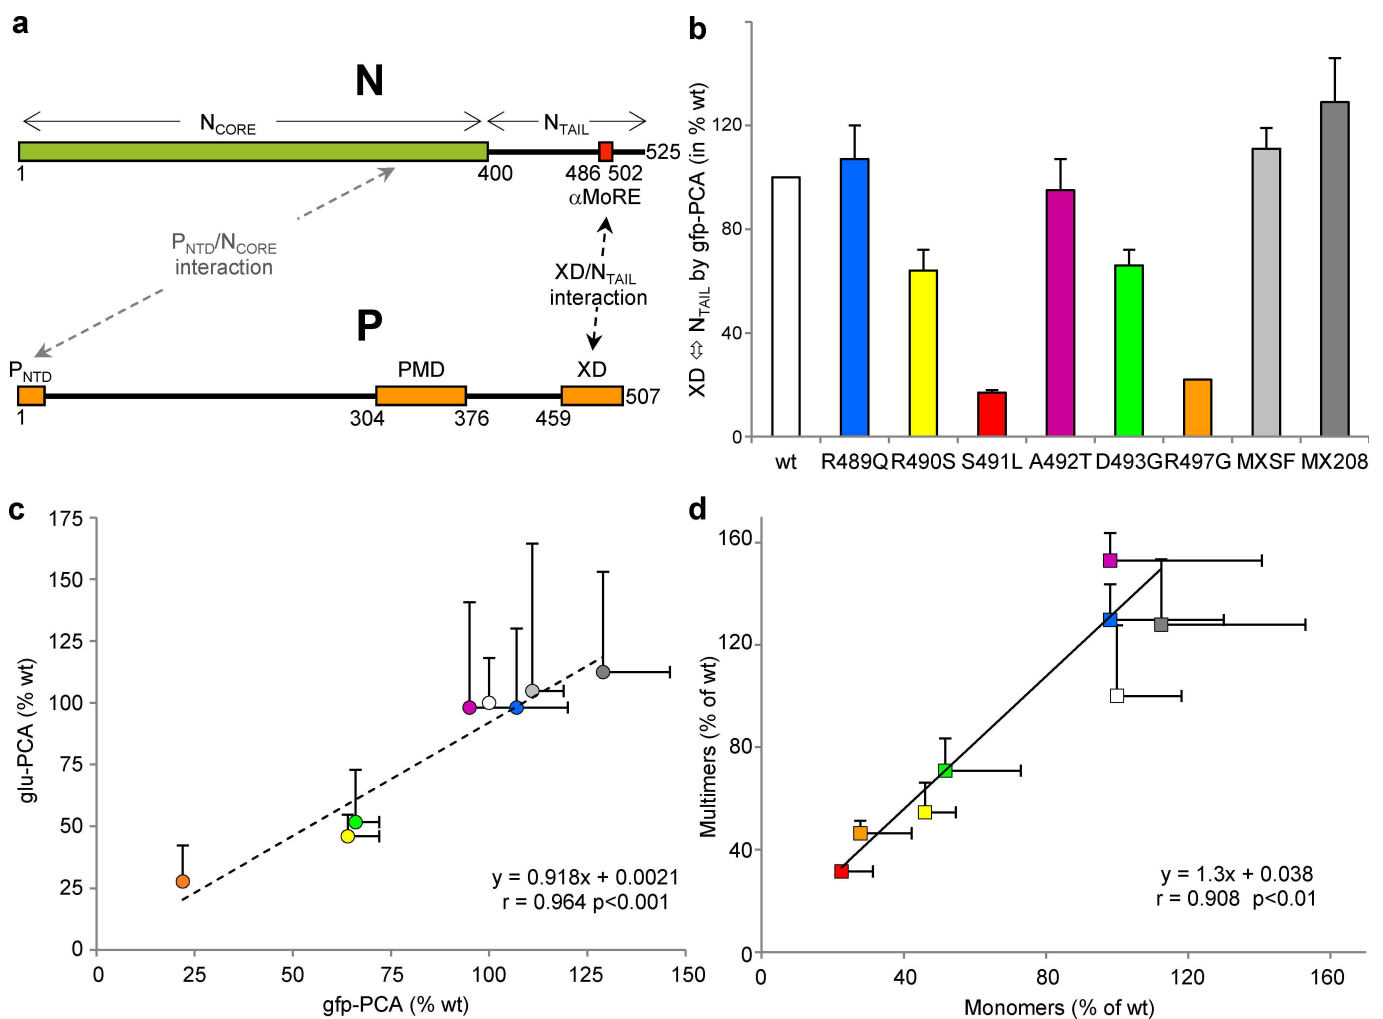 a
N
N_CORE
N_TAIL
525
1
400
486 502
αMoRE
P_NTD/N_CORE
interaction
XD/N_TAIL
interaction
P
P_NTD
PMD
XD
507
1
304
376
459
b
XD ⇔ N_TAIL by gfp-PCA (in % wt)
120
80
40
0
wt R489Q R490S S491L A492T D493G R497G MXSF MX208
c
glu-PCA (% wt)
175
150
125
100
75
50
25
0
y = 0.918x + 0.0021
r = 0.964 p<0.001
0 25 50 75 100 125 150
gfp-PCA (% wt)
d
Multimers (% of wt)
160
120
80
40
0
y = 1.3x + 0.038
r = 0.908 p<0.01
0 40 80 120 160
Monomers (% of wt)